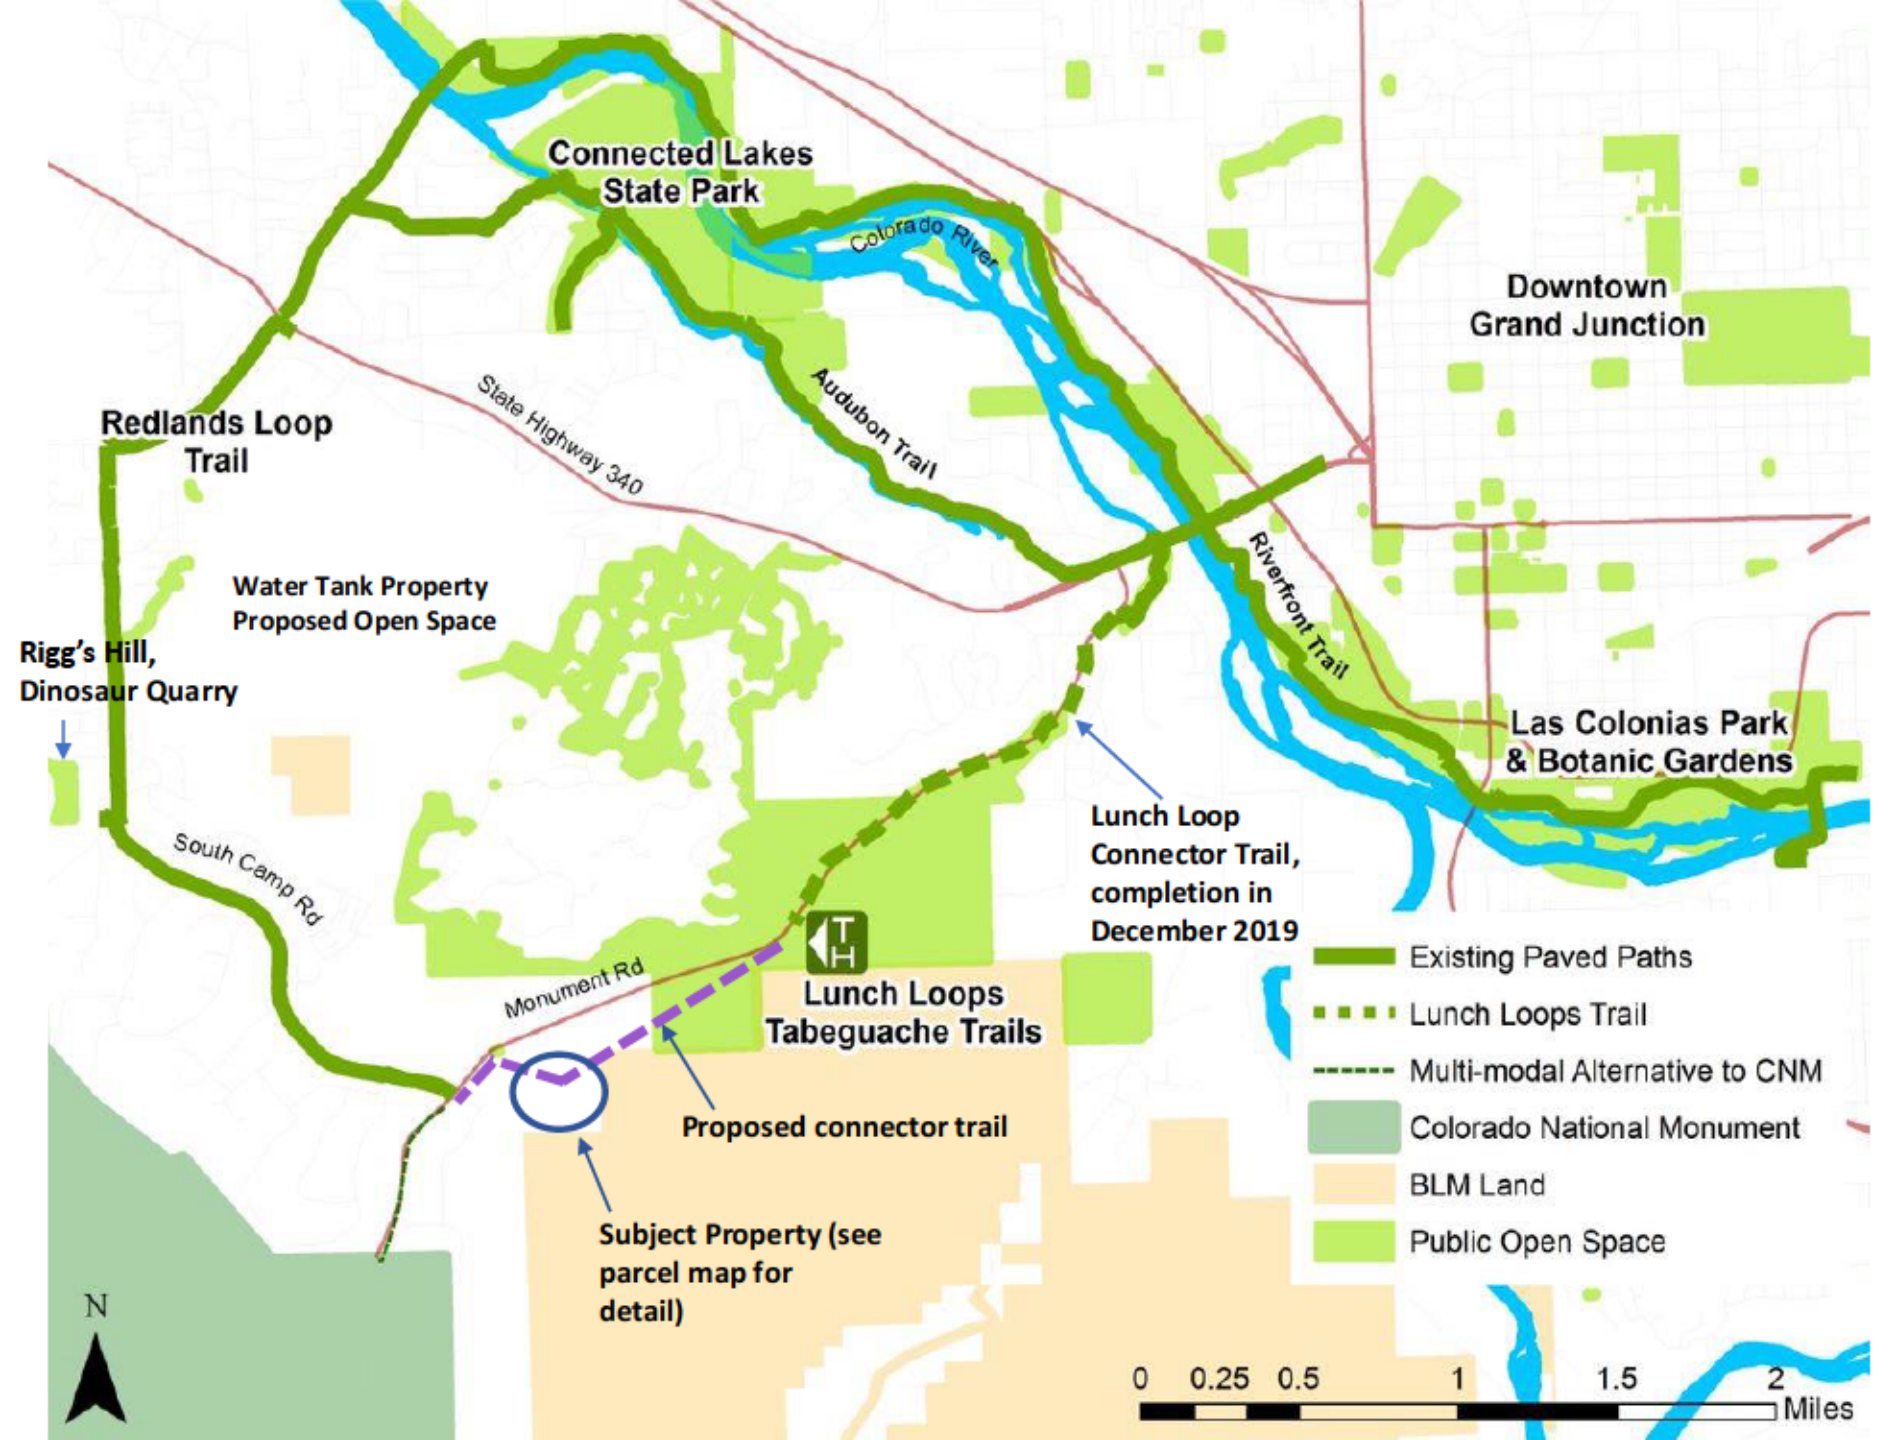 Connected Lakes
State Park
Colorado River
Downtown
Grand Junction
State Highway 340
Audubon Trail
Redlands Loop
Trail
Riverfront Trail
Water Tank Property
Proposed Open Space
Rigg’s Hill,
Dinosaur Quarry
Las Colonias Park
& Botanic Gardens
South Camp Rd
Lunch Loop
Connector Trail,
completion in
December 2019
T
H
Monument Rd
Lunch Loops
Tabeguache Trails
Proposed connector trail
Subject Property (see
parcel map for
detail)
Existing Paved Paths
Lunch Loops Trail
Multi-modal Alternative to CNM
Colorado National Monument
BLM Land
Public Open Space
N
0 0.25 0.5 1 1.5 2
Miles